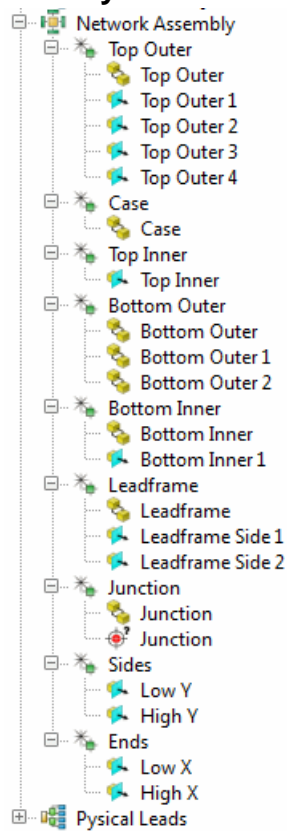 Network Assembly
Top Outer
Top Outer
Top Outer 1
Top Outer 2
Top Outer 3
Top Outer 4
Case
Case
Top Inner
Top Inner
Bottom Outer
Bottom Outer
Bottom Outer 1
Bottom Outer 2
Bottom Inner
Bottom Inner
Bottom Inner 1
Leadframe
Leadframe
Leadframe Side 1
Leadframe Side 2
Junction
Junction
Junction
Sides
Low Y
High Y
Ends
Low X
High X
Pysical Leads